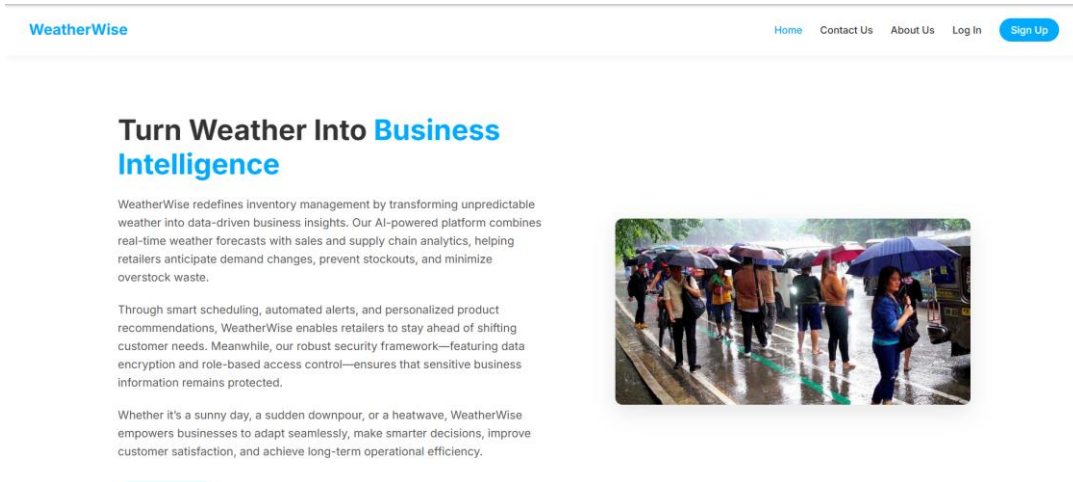 WeatherWise
Home Contact Us About Us Log In Sign Up
Turn Weather Into Business
Intelligence
WeatherWise redefines inventory management by transforming unpredictable
weather into data-driven business insights. Our AI-powered platform combines
real-time weather forecasts with sales and supply chain analytics, helping
retailers anticipate demand changes, prevent stockouts, and minimize
overstock waste.
Through smart scheduling, automated alerts, and personalized product
recommendations, WeatherWise enables retailers to stay ahead of shifting
customer needs. Meanwhile, our robust security framework—featuring data
encryption and role-based access control—ensures that sensitive business
information remains protected.
Whether it's a sunny day, a sudden downpour, or a heatwave, WeatherWise
empowers businesses to adapt seamlessly, make smarter decisions, improve
customer satisfaction, and achieve long-term operational efficiency.